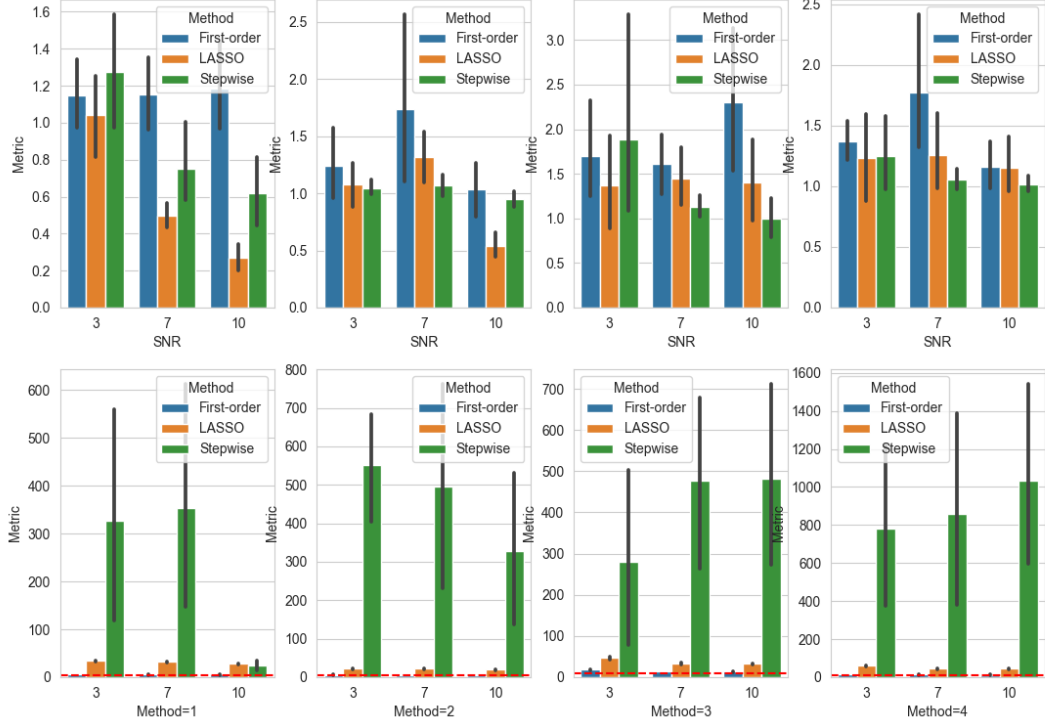 1.6
1.4
1.2
1.0
0.8
0.6
0.4
0.2
0.0
Metric
3 7 10
SNR
Method
First-order
LASSO
Stepwise
2.5
2.0
1.5
1.0
0.5
0.0
Metric
3 7 10
SNR
Method
First-order
LASSO
Stepwise
3.0
2.5
2.0
1.5
1.0
0.5
0.0
Metric
3 7 10
SNR
Method
First-order
LASSO
Stepwise
2.5
2.0
1.5
1.0
0.5
0.0
Metric
3 7 10
SNR
Method
First-order
LASSO
Stepwise
600
500
400
300
200
100
0
Metric
3 7 10
Method=1
Method
First-order
LASSO
Stepwise
800
700
600
500
400
300
200
100
0
Metric
3 7 10
Method=2
Method
First-order
LASSO
Stepwise
700
600
500
400
300
200
100
0
Metric
3 7 10
Method=3
Method
First-order
LASSO
Stepwise
1600
1400
1200
1000
800
600
400
200
0
Metric
3 7 10
Method=4
Method
First-order
LASSO
Stepwise